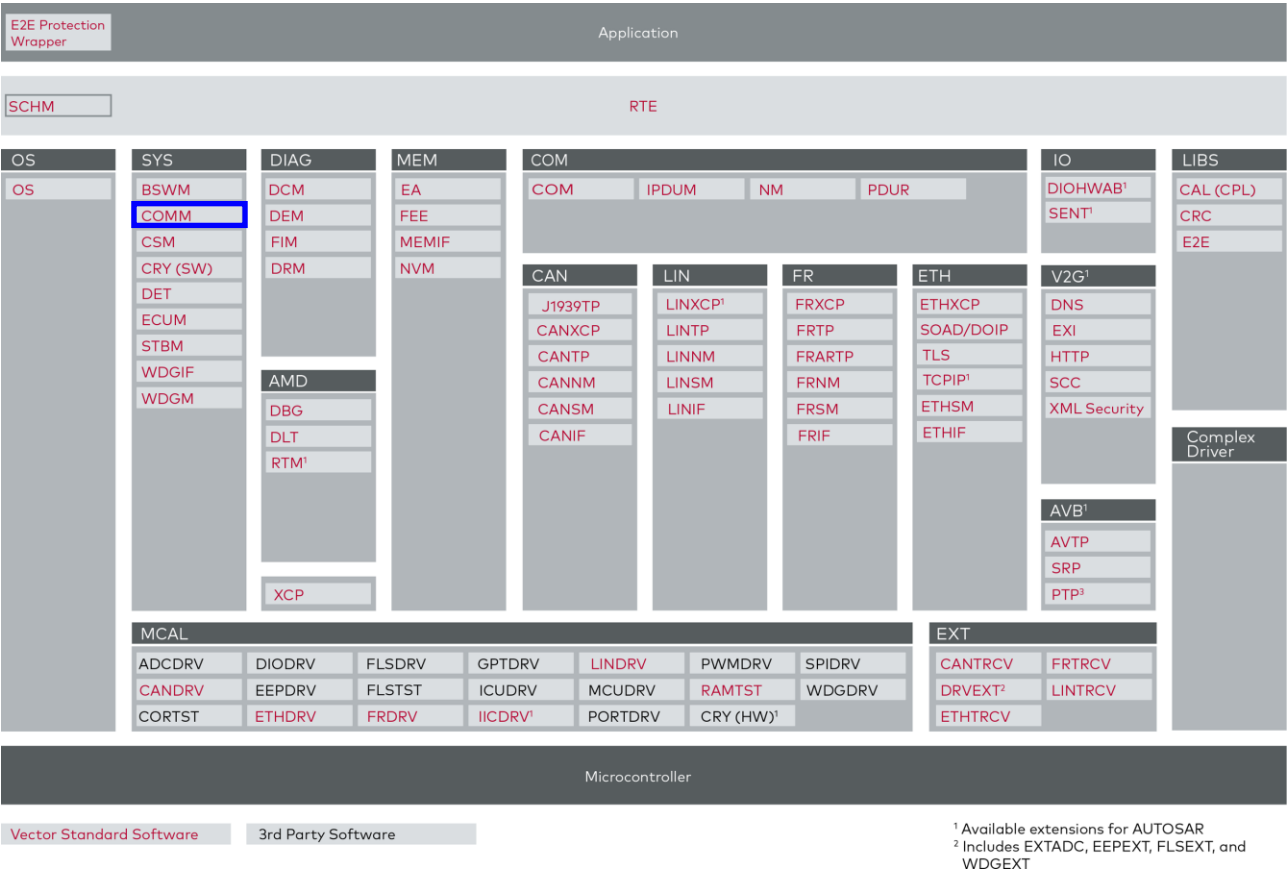 E2E Protection
Wrapper
Application
SCHM
RTE
OS
OS
SYS
BSWM
COMM
CSM
CRY (SW)
DET
ECUM
STBM
WDGIF
WDGM
DIAG
DCM
DEM
FIM
DRM
AMD
DBG
DLT
RTM¹
XCP
MEM
EA
FEE
MEMIF
NVM
COM
COM IPDUM NM PDUR
CAN
J1939TP
CANXCP
CANTP
CANNM
CANSM
CANIF
LIN
LINXCP¹
LINTP
LINNM
LINSM
LINIF
FR
FRXCP
FRTP
FRARTP
FRNM
FRSM
FRIF
ETH
ETHXCP
SOAD/DOIP
TLS
TCPIP¹
ETHSM
ETHIF
IO
DIOHWAB¹
SENT¹
V2G¹
DNS
EXI
HTTP
SCC
XML Security
AVB¹
AVTP
SRP
PTP³
LIBS
CAL (CPL)
CRC
E2E
Complex
Driver
MCAL
ADCDRV DIODRV FLSDRV GPTDRV LINDRV PWMDRV SPIDRV
CANDRV EEPDRV FLSTST ICUDRV MCUDRV RAMTST WDGDRV
CORTST ETHDRV FRDRV IICDRV¹ PORTDRV CRY (HW)¹
EXT
CANTRCV FRTRCV
DRVEXT² LINTRCV
ETHTRCV
Microcontroller
Vector Standard Software
3rd Party Software
¹ Available extensions for AUTOSAR
² Includes EXTADC, EEPEXT, FLSEXT, and
WDGEXT